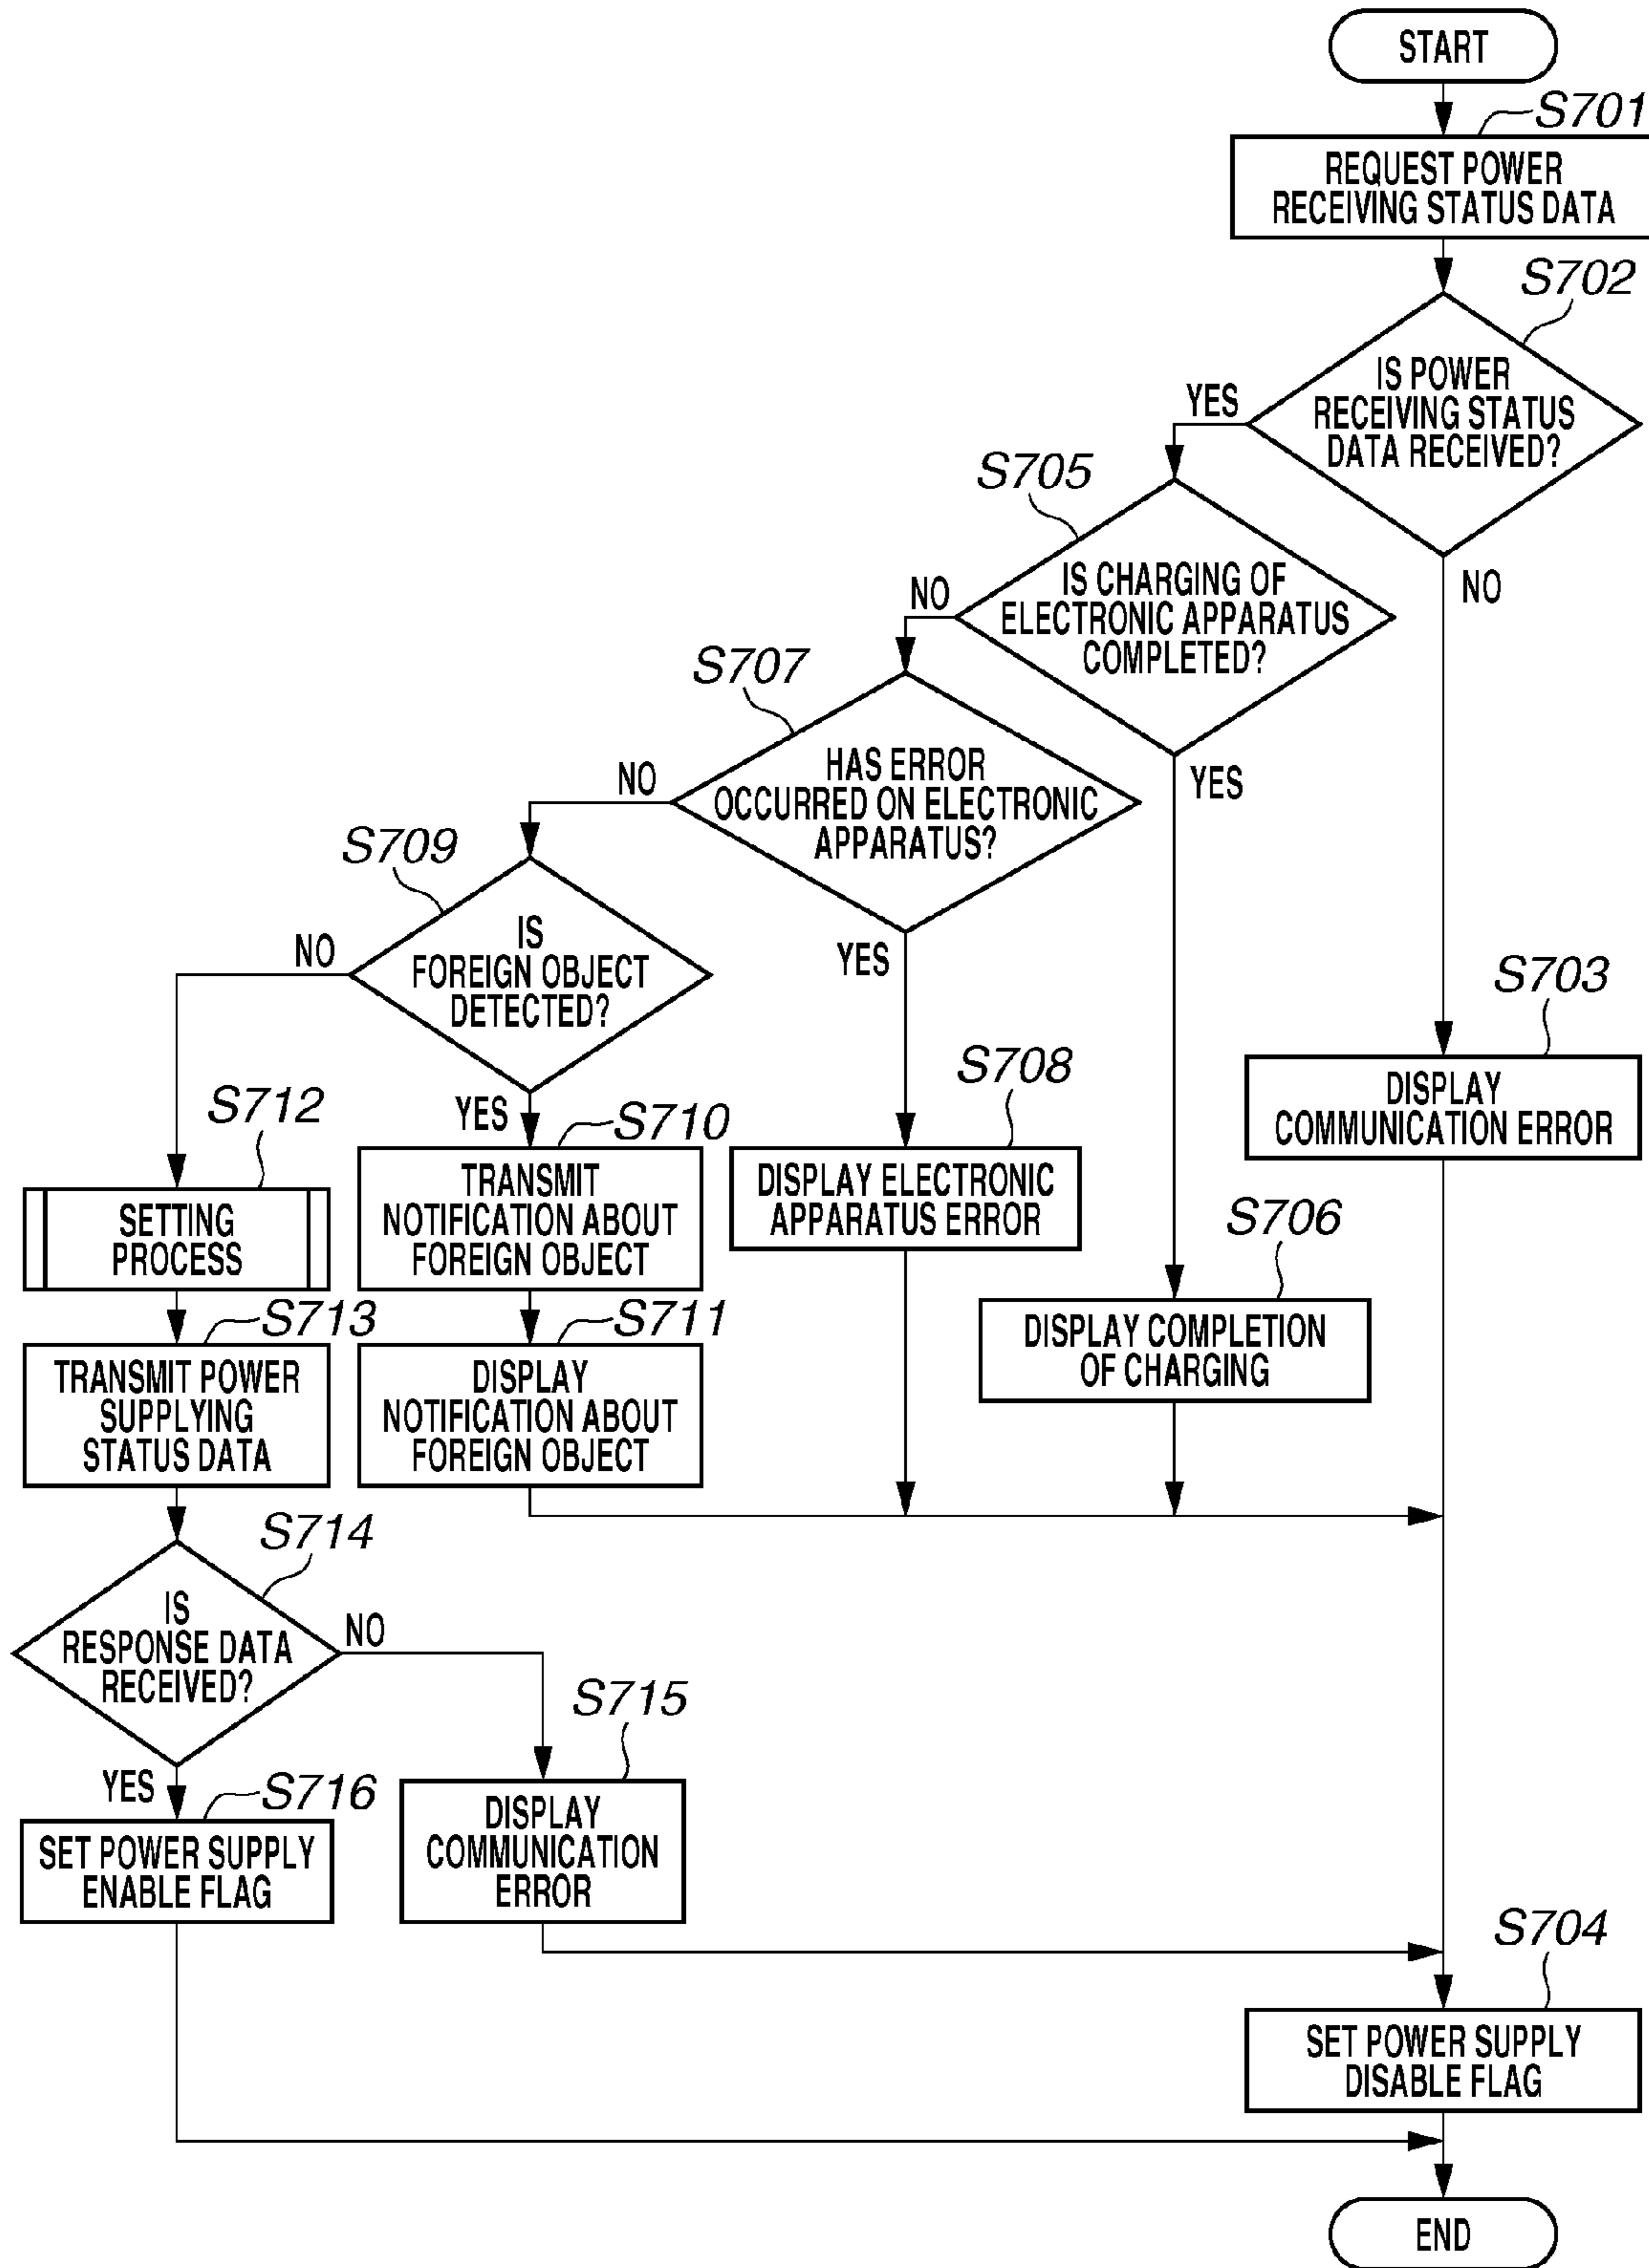 START
S701
REQUEST POWER
RECEIVING STATUS DATA
S702
IS POWER
RECEIVING STATUS
DATA RECEIVED?
YES
NO
S705
IS CHARGING OF
ELECTRONIC APPARATUS
COMPLETED?
NO
YES
S707
HAS ERROR
OCCURRED ON ELECTRONIC
APPARATUS?
NO
YES
S709
IS
FOREIGN OBJECT
DETECTED?
NO
YES
S703
DISPLAY
COMMUNICATION ERROR
S708
DISPLAY ELECTRONIC
APPARATUS ERROR
S706
DISPLAY COMPLETION
OF CHARGING
S710
TRANSMIT
NOTIFICATION ABOUT
FOREIGN OBJECT
S711
DISPLAY
NOTIFICATION ABOUT
FOREIGN OBJECT
S712
SETTING
PROCESS
S713
TRANSMIT POWER
SUPPLYING
STATUS DATA
S714
IS
RESPONSE DATA
RECEIVED?
NO
YES
S715
DISPLAY
COMMUNICATION
ERROR
S716
SET POWER SUPPLY
ENABLE FLAG
S704
SET POWER SUPPLY
DISABLE FLAG
END